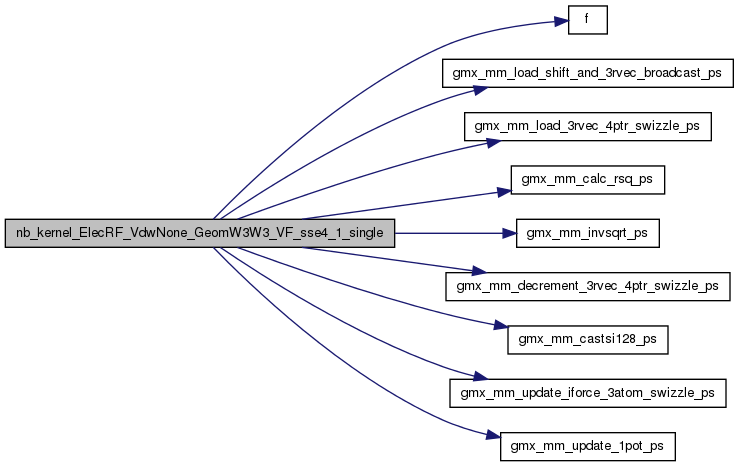 f
gmx_mm_load_shift_and_3rvec_broadcast_ps
gmx_mm_load_3rvec_4ptr_swizzle_ps
gmx_mm_calc_rsq_ps
nb_kernel_ElecRF_VdwNone_GeomW3W3_VF_sse4_1_single
gmx_mm_invsqrt_ps
gmx_mm_decrement_3rvec_4ptr_swizzle_ps
gmx_mm_castsi128_ps
gmx_mm_update_iforce_3atom_swizzle_ps
gmx_mm_update_1pot_ps